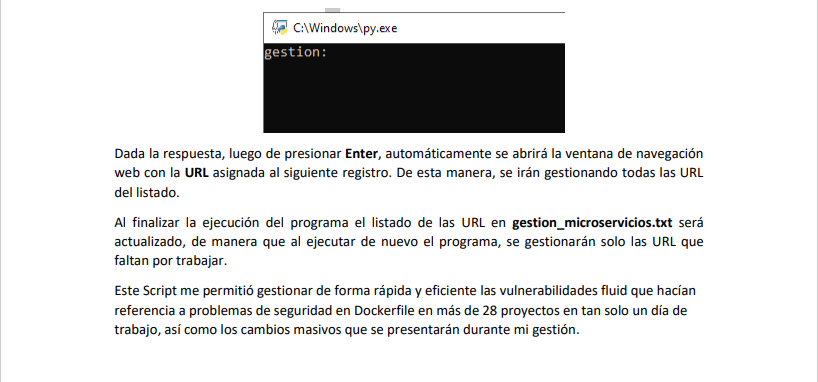 C:\Windows\py.exe
gestion:
Dada la respuesta, luego de presionar Enter, automáticamente se abrirá la ventana de navegación
web con la URL asignada al siguiente registro. De esta manera, se irán gestionando todas las URL
del listado.
Al finalizar la ejecución del programa el listado de las URL en gestion_microservicios.txt será
actualizado, de manera que al ejecutar de nuevo el programa, se gestionarán solo las URL que
faltan por trabajar.
Este Script me permitió gestionar de forma rápida y eficiente las vulnerabilidades fluid que hacían
referencia a problemas de seguridad en Dockerfile en más de 28 proyectos en tan solo un día de
trabajo, así como los cambios masivos que se presentarán durante mi gestión.